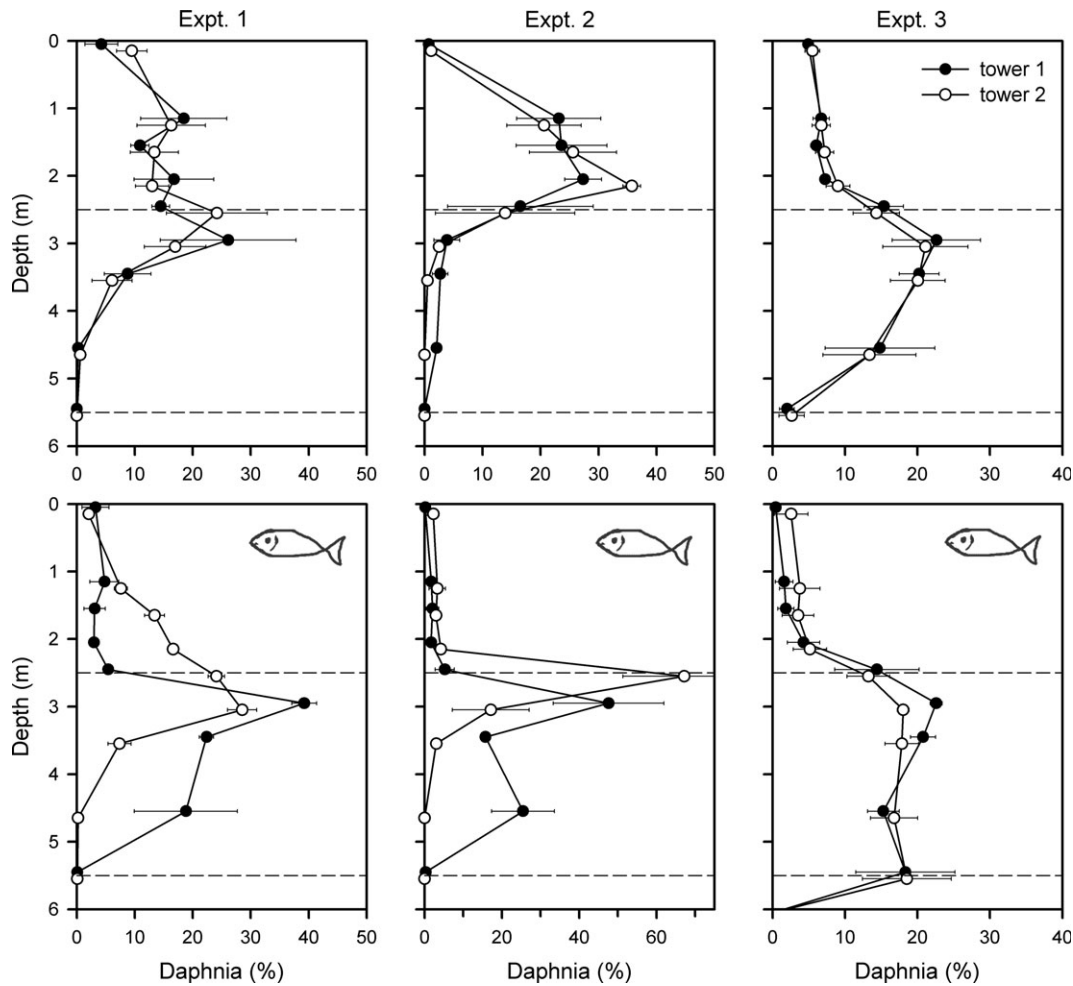 Expt. 1
Expt. 2
Expt. 3
0
1
2
3
4
5
6
Depth (m)
0 10 20 30 40 50
0 10 20 30 40 50
0 10 20 30 40
tower 1
tower 2
0
1
2
3
4
5
6
Depth (m)
0 10 20 30 40 50
0 20 40 60
0 10 20 30 40
Daphnia (%)
Daphnia (%)
Daphnia (%)